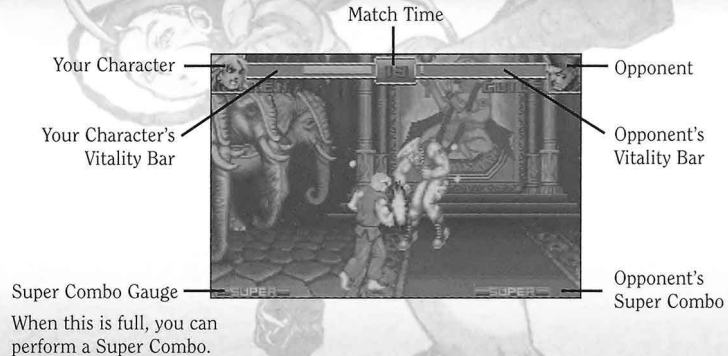 Match Time
Your Character
Opponent
Your Character's
Vitality Bar
Opponent's
Vitality Bar
Super Combo Gauge
When this is full, you can
perform a Super Combo.
Opponent's
Super Combo
SUPER
SUPER